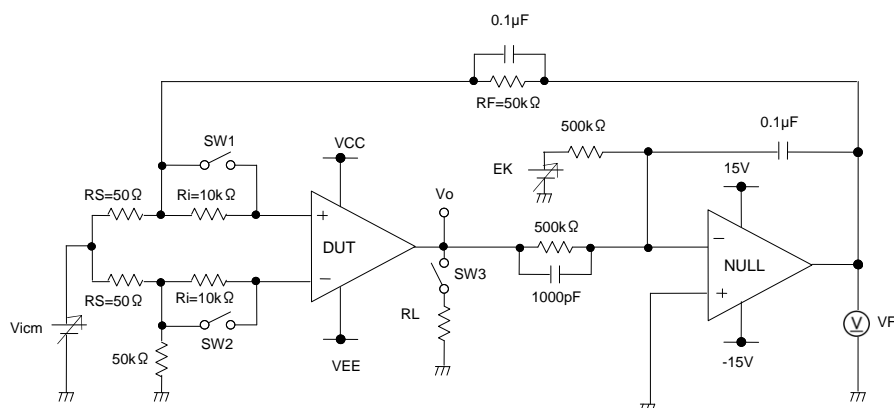 0.1µF
RF=50kΩ
0.1µF
500kΩ
SW1
VCC
EK
15V
Vo
RS=50Ω
Ri=10kΩ
500kΩ
+
DUT
−
−
NULL
+
SW3
1000pF
RS=50Ω
Ri=10kΩ
Vicm
RL
V
VF
SW2
50kΩ
VEE
-15V